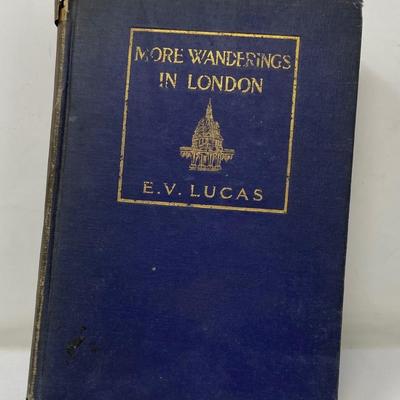 MORE WANDERINGS
IN LONDON
E.V. LUCAS